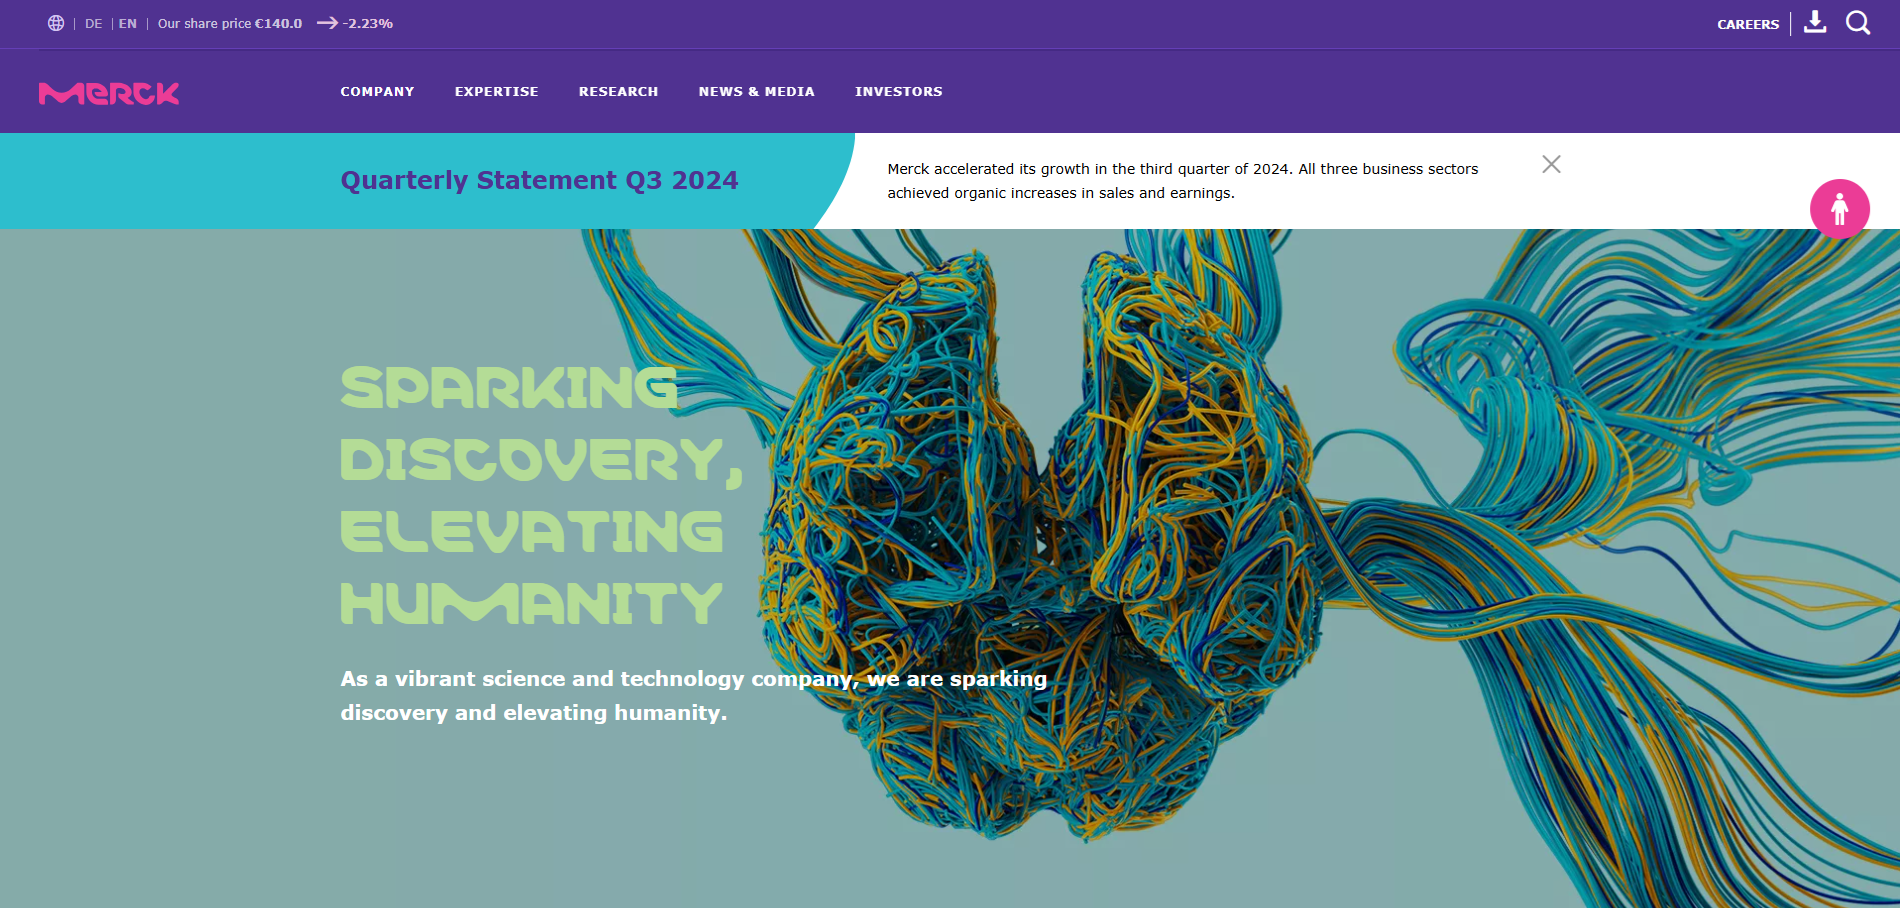 DE | EN | Our share price €140.0 -2.23%
CAREERS
MERCK
COMPANY EXPERTISE RESEARCH NEWS & MEDIA INVESTORS
Quarterly Statement Q3 2024
Merck accelerated its growth in the third quarter of 2024. All three business sectors
achieved organic increases in sales and earnings.
SPARKING
DISCOVERY,
ELEVATING
HUMANITY
As a vibrant science and technology company, we are sparking
discovery and elevating humanity.